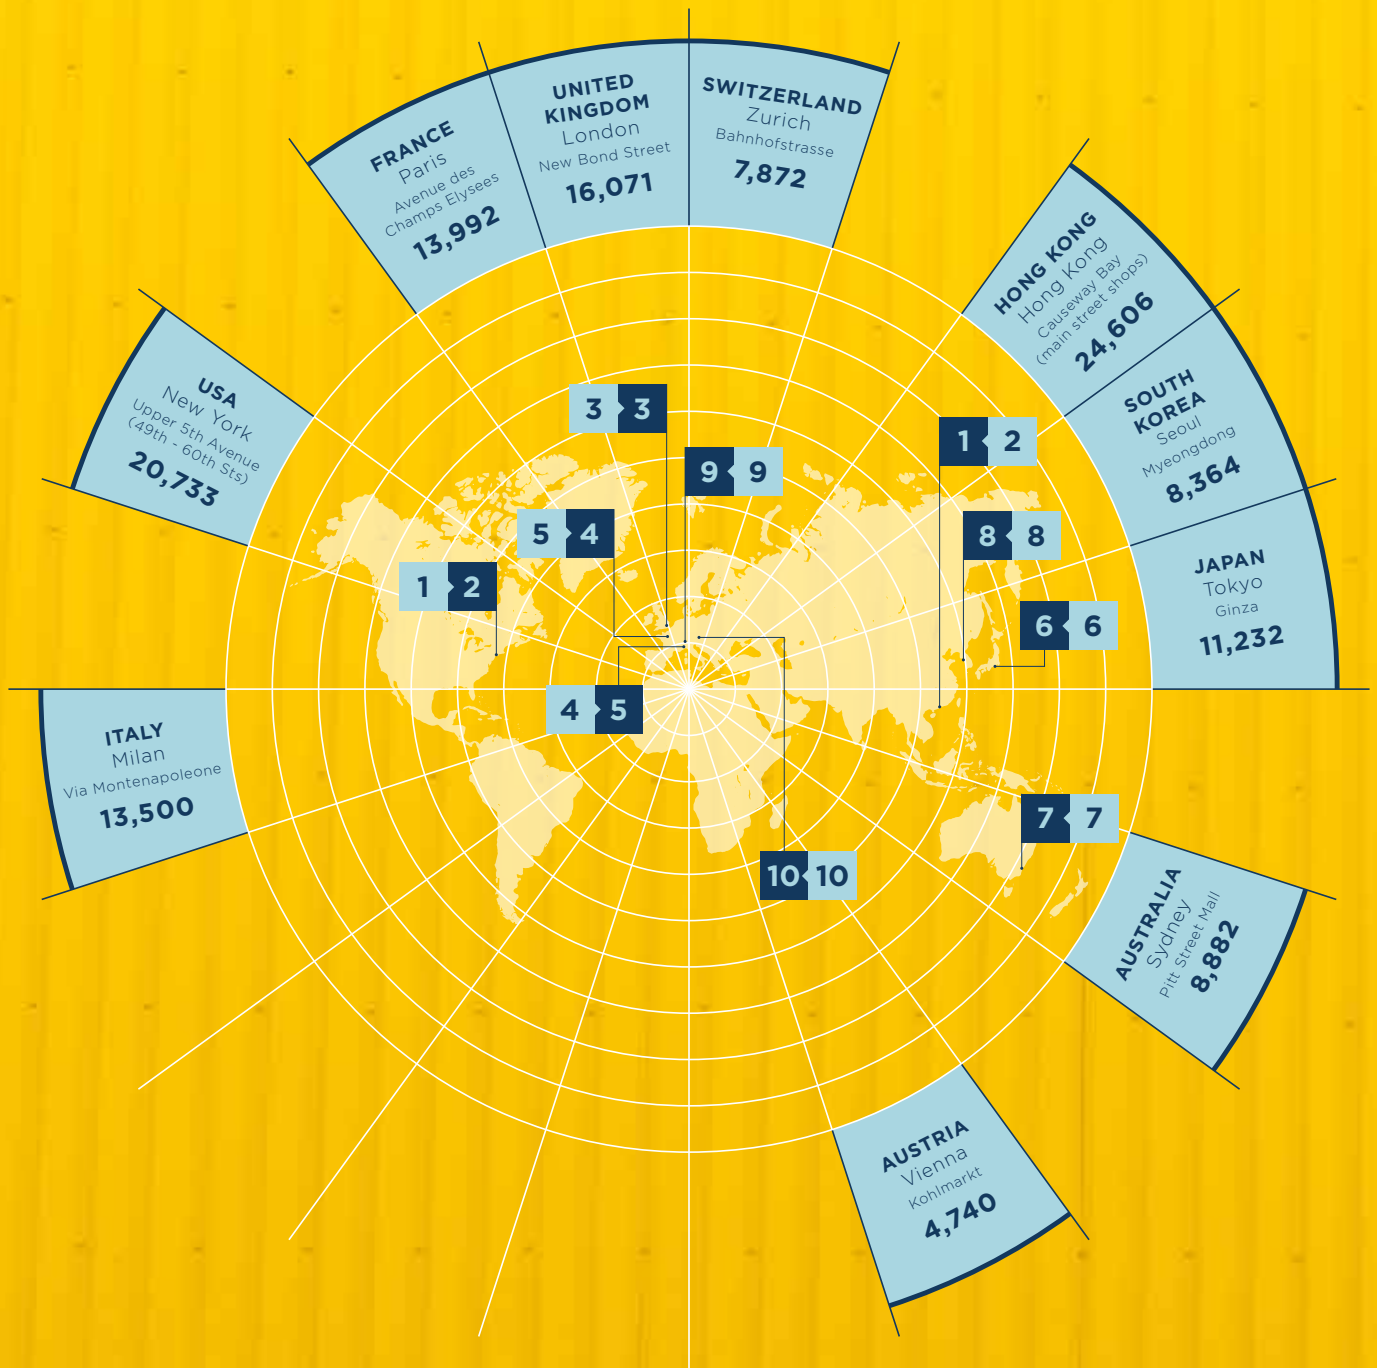 UNITED
KINGDOM
London
New Bond Street
16,071
SWITZERLAND
Zurich
Bahnhofstrasse
7,872
FRANCE
Paris
Avenue des
Champs Elysees
13,992
HONG KONG
Hong Kong
Causeway Bay
(main street shops)
24,606
USA
New York
Upper 5th Avenue
(49th - 60th Sts)
20,733
SOUTH
KOREA
Seoul
Myeongdong
8,364
JAPAN
Tokyo
Ginza
11,232
ITALY
Milan
Via Montenapoleone
13,500
AUSTRALIA
Sydney
Pitt Street Mall
8,882
AUSTRIA
Vienna
Kohlmarkt
4,740
3 3
1 2
9 9
5 4
8 8
1 2
6 6
4 5
7 7
10 10